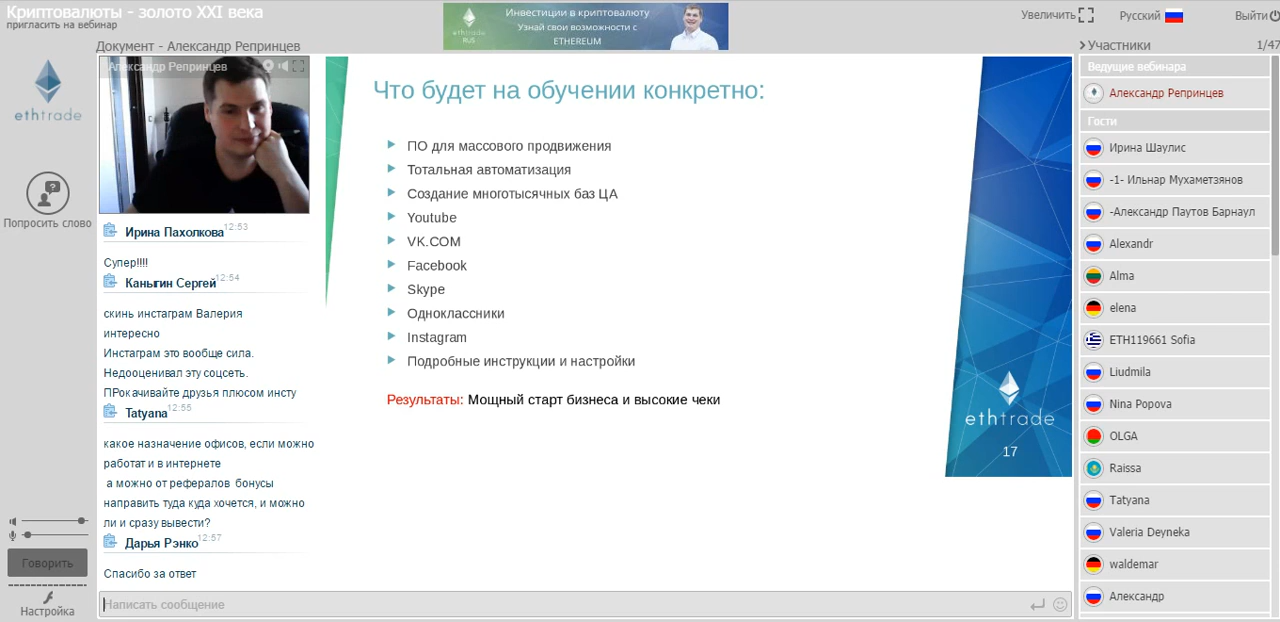 Криптовалюты - золото XXI века
пригласить на вебинар
ethtrade
RUS
Инвестиции в криптовалюту
Узнай свои возможности с
ETHEREUM
Увеличить
Русский
Выйти
Документ - Александр Репринцев
Участники
1/47
ethtrade
Попросить слово
Говорить
Настройка
Александр Репринцев
Ирина Пахолкова 12:53
Супер!!!!
Каныгин Сергей 12:54
скинь инстаграм Валерия
интересно
Инстаграм это вообще сила.
Недооценивал эту соцсеть.
ПРокачивайте друзья плюсом инсту
Tatyana 12:55
какое назначение офисов, если можно
работат и в интернете
а можно от рефералов бонусы
направить туда куда хочется, и можно
ли и сразу вывести?
Дарья Рэнко 12:57
Спасибо за ответ
Написать сообщение
Что будет на обучении конкретно:
ПО для массового продвижения
Тотальная автоматизация
Создание многотысячных баз ЦА
Youtube
VK.COM
Facebook
Skype
Одноклассники
Instagram
Подробные инструкции и настройки
Результаты: Мощный старт бизнеса и высокие чеки
ethtrade
17
Ведущие вебинара
Александр Репринцев
Гости
Ирина Шаулис
-1- Ильнар Мухаметзянов
-Александр Паутов Барнаул
Alexandr
Alma
elena
ETH119661 Sofia
Liudmila
Nina Popova
OLGA
Raissa
Tatyana
Valeria Deyneka
waldemar
Александр